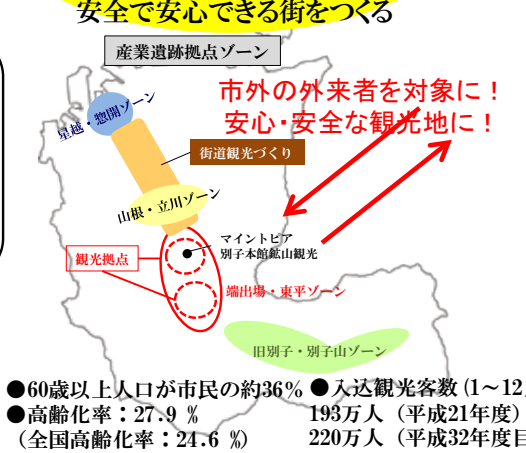 安全で安心できる街をつくる
産業遺跡拠点ゾーン
市外の外来者を対象に！
安心・安全な観光地に！
星越・惣開ゾーン
街道観光づくり
山根・立川ゾーン
マイントピア
別子本館鉱山観光
観光拠点
端出場・東平ゾーン
旧別子・別子山ゾーン
●60歳以上人口が市民の約36%
●高齢化率：27.9 %
（全国高齢化率：24.6 %）
●入込観光客数（1～12
193万人（平成21年度）
220万人（平成32年度目